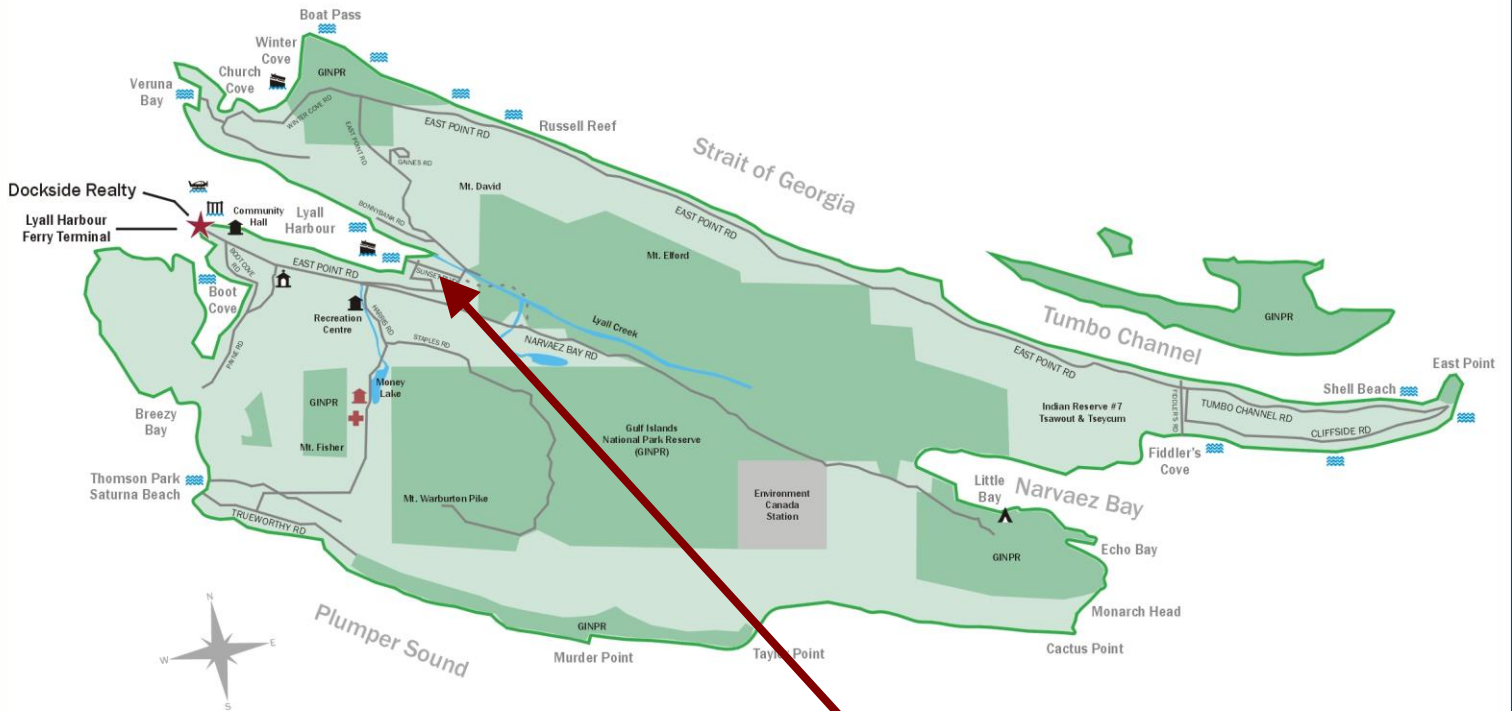 Boat Pass
Winter
Cove
Church
Cove
Veruna
Bay
GINPR
WINTER COVE RD
EAST POINT RD
EAST POINT RD
Russell Reef
GAINES RD
Strait of Georgia
Mt. David
Dockside Realty
Lyall Harbour
Ferry Terminal
Community
Hall
Lyall
Harbour
BONNYBANK RD
EAST POINT RD
Mt. Elford
BOOT COVE
RD
EAST POINT RD
Boot
Cove
Recreation
Centre
HARRIS RD
STAPLES RD
NARVAEZ BAY RD
Lyall Creek
PAYNE RD
Tumbo Channel
GINPR
EAST POINT RD
East Point
Shell Beach
Money
Lake
GINPR
Breezy
Bay
Mt. Fisher
Gulf Islands
National Park Reserve
(GINPR)
Indian Reserve #7
Tsawout & Tseycum
FIDDLER'S RD
TUMBO CHANNEL RD
CLIFFSIDE RD
Fiddler's
Cove
Thomson Park
Saturna Beach
Mt. Warburton Pike
Environment
Canada
Station
Little
Bay
Narvaez Bay
TRUEWORTHY RD
Echo Bay
GINPR
Monarch Head
Cactus Point
GINPR
Murder Point
Taylor Point
Plumper Sound
N
W
E
S